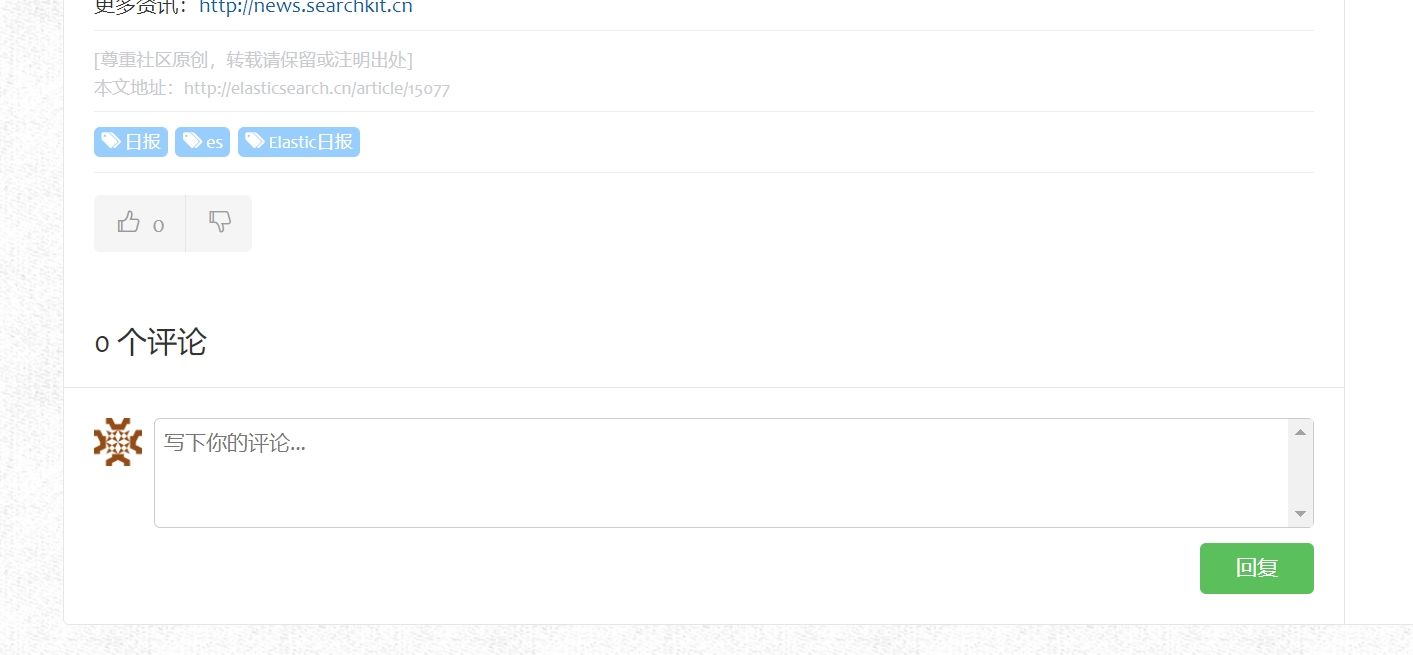 更多资讯：http://news.searchkit.cn
[尊重社区原创，转载请保留或注明出处]
本文地址：http://elasticsearch.cn/article/15077
日报 es Elastic日报
0
0 个评论
写下你的评论...
回复